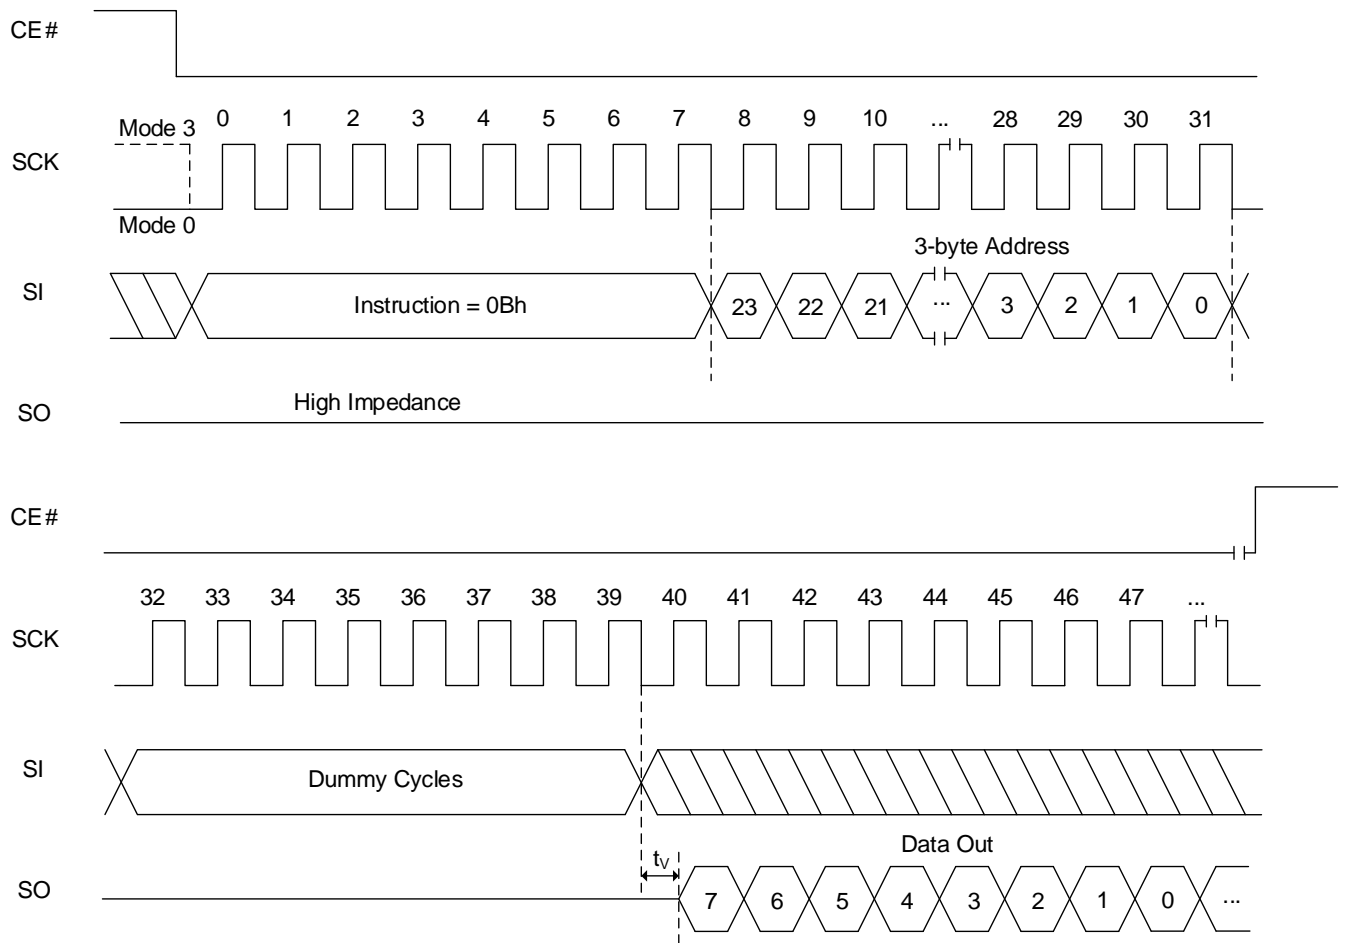 CE#
Mode 3
0 1 2 3 4 5 6 7 8 9 10 ... 28 29 30 31
SCK
Mode 0
3-byte Address
SI
Instruction = 0Bh
23 22 21 ... 3 2 1 0
High Impedance
SO
CE#
32 33 34 35 36 37 38 39 40 41 42 43 44 45 46 47 ...
SCK
SI
Dummy Cycles
Data Out
tV
SO
7 6 5 4 3 2 1 0 ...